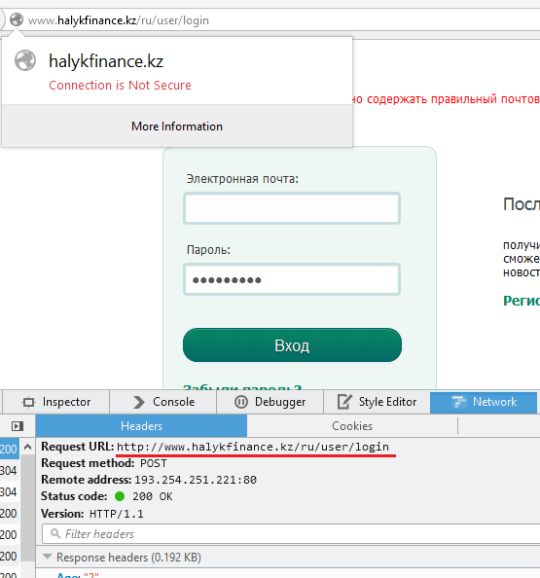 www.halykfinance.kz/ru/user/login
halykfinance.kz
Connection is Not Secure
More Information
но содержать правильный почтов
Электронная почта:
Пароль:
Вход
Забыли пароль?
Посл
получи
сможе
новост
Регис
Inspector
Console
Debugger
Style Editor
Network
Headers
Cookies
200
304
304
200
200
200
200
Request URL: http://www.halykfinance.kz/ru/user/login
Request method: POST
Remote address: 193.254.251.221:80
Status code: 200 OK
Version: HTTP/1.1
Filter headers
Response headers (0.192 KB)
Age: "2"